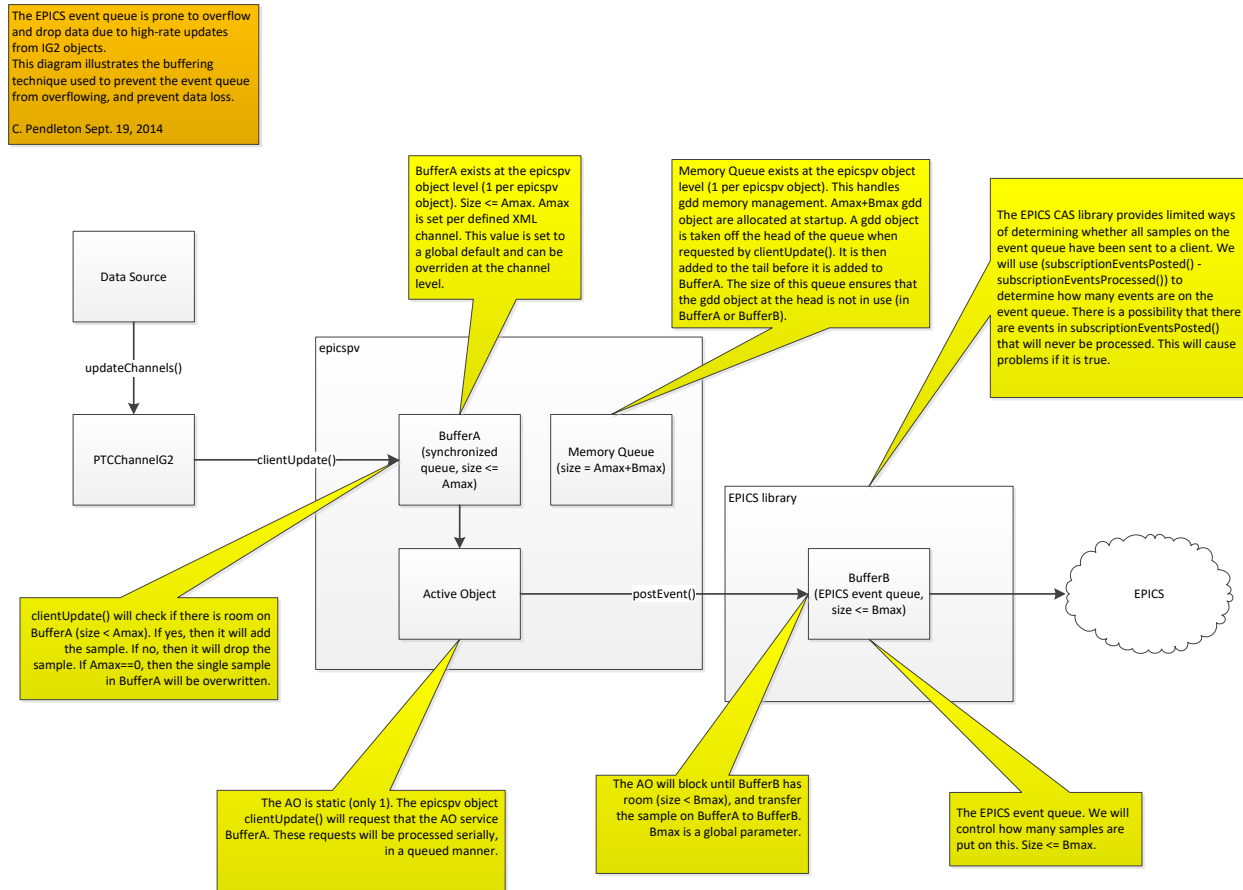 The EPICS event queue is prone to overflow
and drop data due to high-rate updates
from IG2 objects.
This diagram illustrates the buffering
technique used to prevent the event queue
from overflowing, and prevent data loss.
C. Pendleton Sept. 19, 2014
BufferA exists at the epicspv
object level (1 per epicspv
object). Size <= Amax. Amax
is set per defined XML
channel. This value is set to
a global default and can be
overriden at the channel
level.
Memory Queue exists at the epicspv object
level (1 per epicspv object). This handles
gdd memory management. Amax+Bmax gdd
object are allocated at startup. A gdd object
is taken off the head of the queue when
requested by clientUpdate(). It is then
added to the tail before it is added to
BufferA. The size of this queue ensures that
the gdd object at the head is not in use (in
BufferA or BufferB).
The EPICS CAS library provides limited ways
of determining whether all samples on the
event queue have been sent to a client. We
will use (subscriptionEventsPosted() -
subscriptionEventsProcessed()) to
determine how many events are on the
event queue. There is a possibility that there
are events in subscriptionEventsPosted()
that will never be processed. This will cause
problems if it is true.
Data Source
updateChannels()
PTCChannelG2
clientUpdate()
epicspv
BufferA
(synchronized
queue, size <=
Amax)
Memory Queue
(size = Amax+Bmax)
Active Object
postEvent()
EPICS library
BufferB
(EPICS event queue,
size <= Bmax)
EPICS
clientUpdate() will check if there is room on
BufferA (size < Amax). If yes, then it will add
the sample. If no, then it will drop the
sample. If Amax==0, then the single sample
in BufferA will be overwritten.
The AO is static (only 1). The epicspv object
clientUpdate() will request that the AO service
BufferA. These requests will be processed serially,
in a queued manner.
The AO will block until BufferB has
room (size < Bmax), and transfer
the sample on BufferA to BufferB.
Bmax is a global parameter.
The EPICS event queue. We will
control how many samples are
put on this. Size <= Bmax.